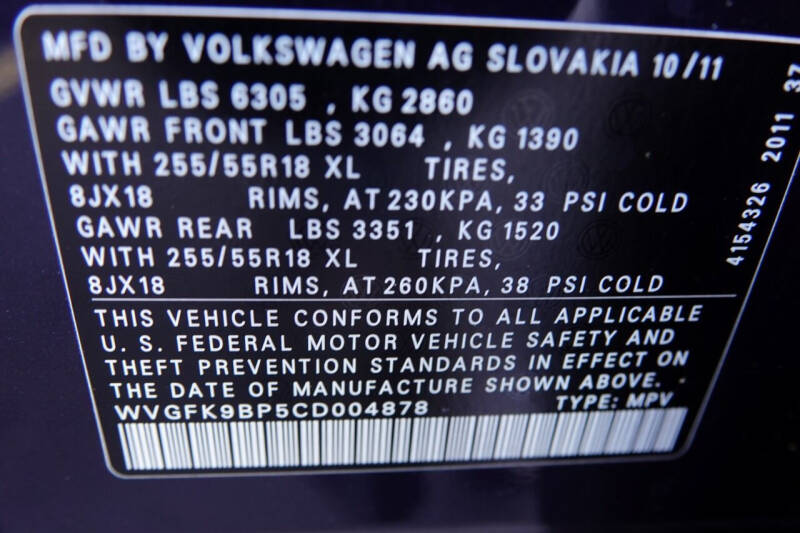 MFD BY VOLKSWAGEN AG SLOVAKIA 10/11
GVWR LBS 6305 , KG 2860
GAWR FRONT LBS 3064 , KG 1390
WITH 255/55R18 XL TIRES,
8JX18 RIMS, AT 230KPA, 33 PSI COLD
GAWR REAR LBS 3351 , KG 1520
WITH 255/55R18 XL TIRES,
8JX18 RIMS, AT 260KPA, 38 PSI COLD
THIS VEHICLE CONFORMS TO ALL APPLICABLE
U. S. FEDERAL MOTOR VEHICLE SAFETY AND
THEFT PREVENTION STANDARDS IN EFFECT ON
THE DATE OF MANUFACTURE SHOWN ABOVE.
WVGFK9BP5CD004878 TYPE: MPV
4154326 2011 37